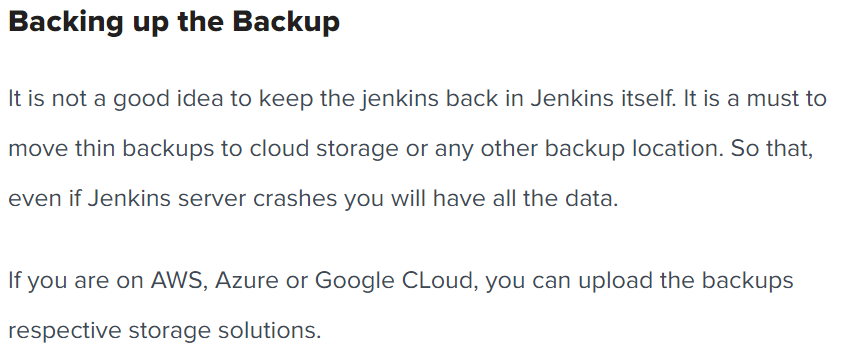 Backing up the Backup
It is not a good idea to keep the jenkins back in Jenkins itself. It is a must to
move thin backups to cloud storage or any other backup location. So that,
even if Jenkins server crashes you will have all the data.
If you are on AWS, Azure or Google CLoud, you can upload the backups
respective storage solutions.